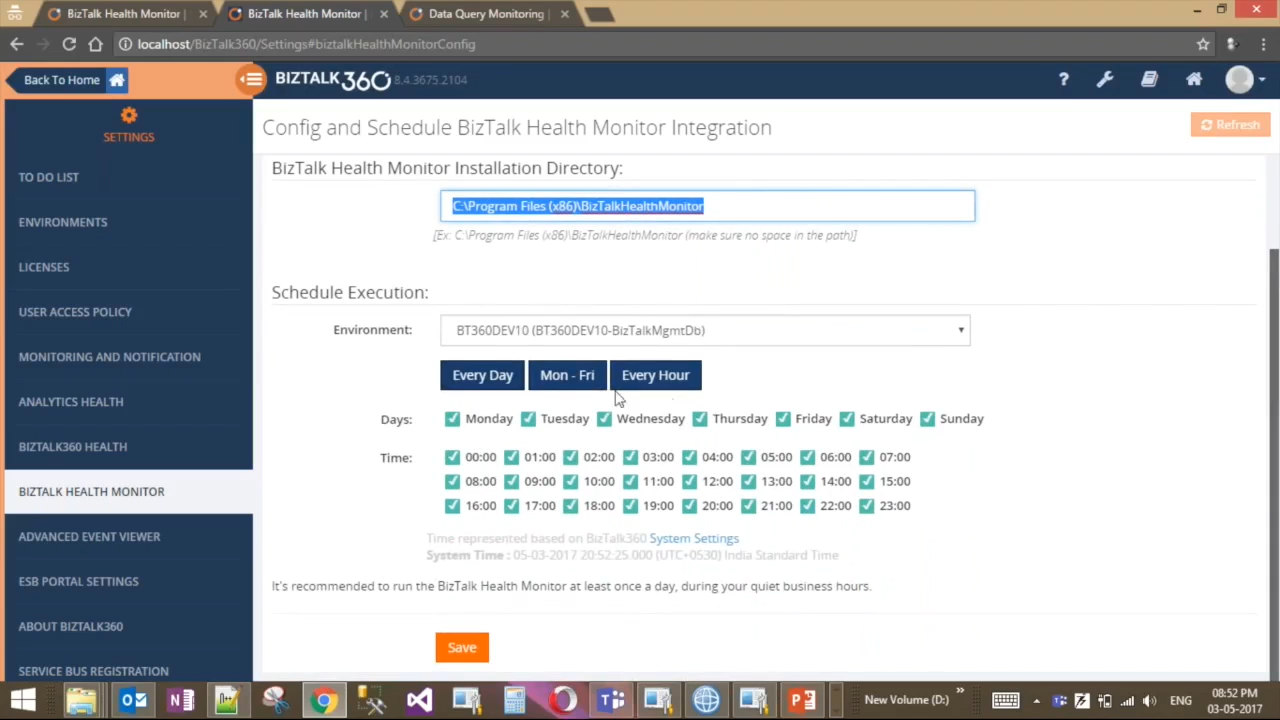 BizTalk Health Monitor |
BizTalk Health Monitor |
Data Query Monitoring |
localhost/BizTalk360/Settings#biztalkHealthMonitorConfig
Back To Home
BIZTALK360 8.4.3675.2104
?
SETTINGS
TO DO LIST
ENVIRONMENTS
LICENSES
USER ACCESS POLICY
MONITORING AND NOTIFICATION
ANALYTICS HEALTH
BIZTALK360 HEALTH
BIZTALK HEALTH MONITOR
ADVANCED EVENT VIEWER
ESB PORTAL SETTINGS
ABOUT BIZTALK360
SERVICE BUS REGISTRATION
Config and Schedule BizTalk Health Monitor Integration
Refresh
BizTalk Health Monitor Installation Directory:
C:\Program Files (x86)\BizTalkHealthMonitor
[Ex: C:\Program Files (x86)\BizTalkHealthMonitor (make sure no space in the path)]
Schedule Execution:
Environment: BT360DEV10 (BT360DEV10-BizTalkMgmtDb)
Every Day Mon - Fri Every Hour
Days: Monday Tuesday Wednesday Thursday Friday Saturday Sunday
Time: 00:00 01:00 02:00 03:00 04:00 05:00 06:00 07:00
08:00 09:00 10:00 11:00 12:00 13:00 14:00 15:00
16:00 17:00 18:00 19:00 20:00 21:00 22:00 23:00
Time represented based on BizTalk360 System Settings
System Time : 05-03-2017 20:52:25.000 (UTC+0530) India Standard Time
It's recommended to run the BizTalk Health Monitor at least once a day, during your quiet business hours.
Save
New Volume (D:)
ENG
08:52 PM
03-05-2017